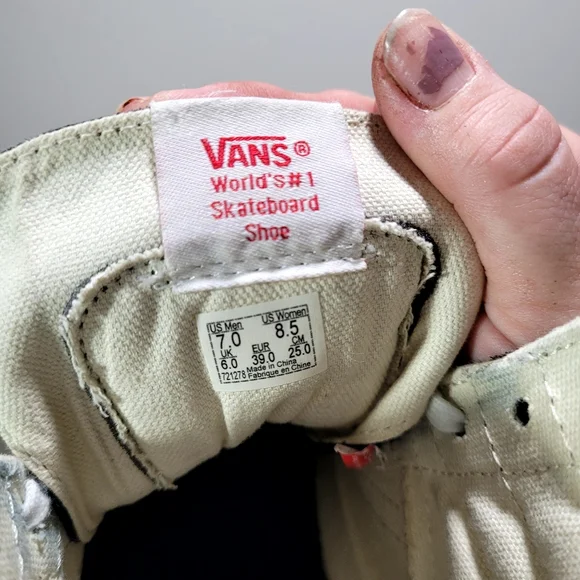 VANS®
World's#1
Skateboard
Shoe
US Men US Women
7.0 8.5
UK EUR CM
6.0 39.0 25.0
721278 Made in China
Fabrique en Chine